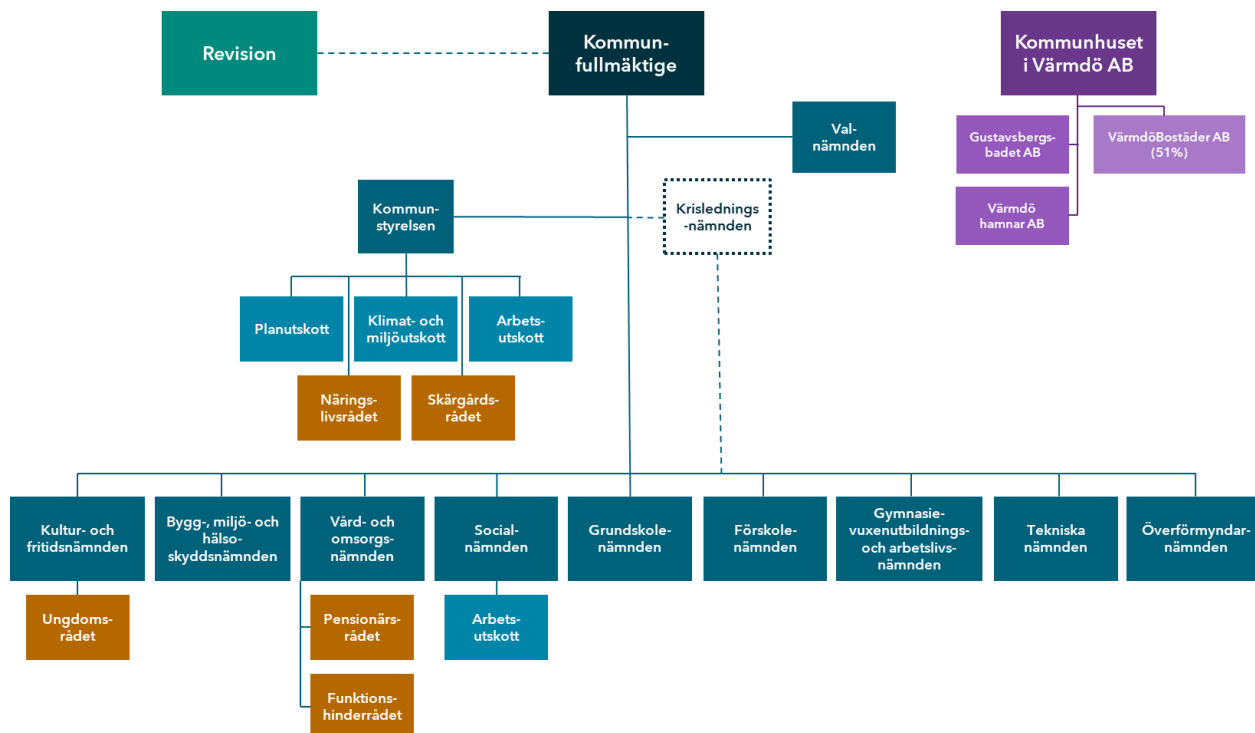 Revision
Kommun-
fullmäktige
Kommunhuset
i Värmdö AB
Val-
nämnden
Gustavsbergs-
badet AB
VärmdöBostäder AB
(51%)
Kommun-
styrelsen
Krislednings
-nämnden
Värmdö
hamnar AB
Planutskott
Klimat- och
miljöutskott
Arbets-
utskott
Närings-
livsrådet
Skärgårds-
rådet
Kultur- och
fritidsnämnden
Bygg-, miljö- och
hälso-
skyddsnämnden
Vård- och
omsorgs-
nämnden
Social-
nämnden
Grundskole-
nämnden
Förskole-
nämnden
Gymnasie-
vuxenutbildnings-
och arbetslivs-
nämnden
Tekniska
nämnden
Överförmyndar-
nämnden
Ungdoms-
rådet
Pensionärs-
rådet
Arbets-
utskott
Funktions-
hinderrådet